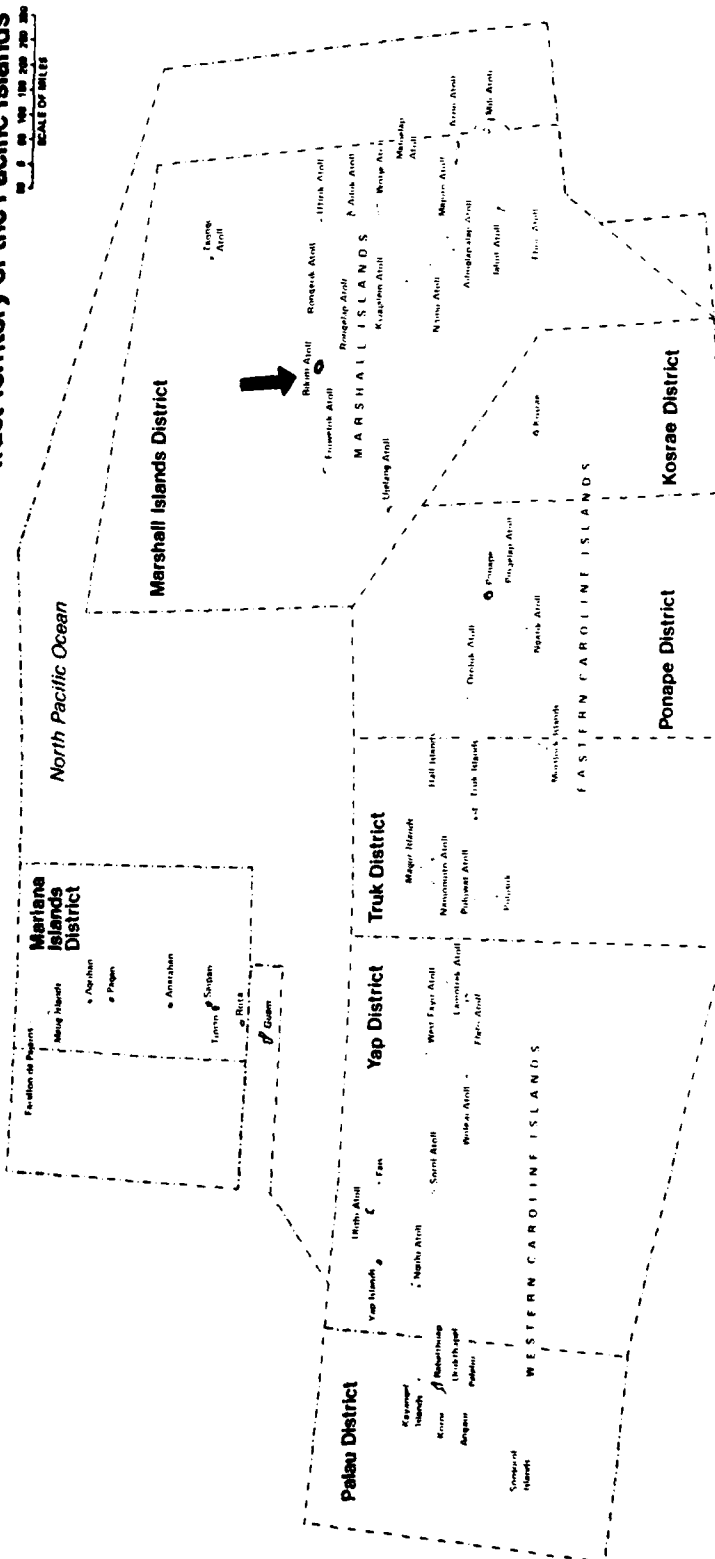 Trust Territory of the Pacific Islands
SCALE OF MILES
North Pacific Ocean
Mariana
Islands
District
Farallon de Pajaros
Maug Islands
Agrihan
Pagan
Anatahan
Saipan
Tinian
Rota
Guam
Marshall Islands District
Taongi
Atoll
Bikini Atoll
Eniwetok Atoll
Rongerik Atoll
Utirik Atoll
Rongelap Atoll
Ailuk Atoll
MARSHALL ISLANDS
Kwajalein Atoll
Wotje Atoll
Ujelang Atoll
Maloelap
Atoll
Namu Atoll
Majuro Atoll
Arno Atoll
Ailinglapalap Atoll
Mili Atoll
Jaluit Atoll
Ebon Atoll
Palau District
Kayangel
Islands
Koror
Babelthuap
Urukthapel
Angaur
Peleliu
Sonsorol
Islands
Yap District
Yap Islands
Ulithi Atoll
Fais
Ngulu Atoll
Sorol Atoll
West Fayu Atoll
Woleai Atoll
Lamotrek Atoll
Elato Atoll
WESTERN CAROLINE ISLANDS
Truk District
Magur Islands
Namonuito Atoll
Hall Islands
Puluwat Atoll
Truk Islands
Pulusuk
Mortlock Islands
EASTERN CAROLINE ISLANDS
Oroluk Atoll
Ponape
Pingelap Atoll
Ngatik Atoll
Ponape District
Kosrae
Kosrae District